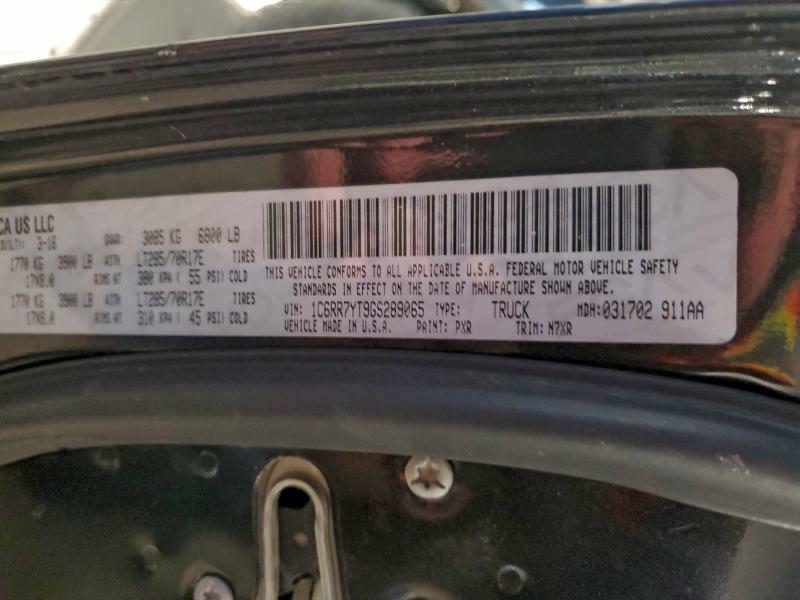 CA US LLC
BUILT: 3-16 GVWR: 3085 KG 6800 LB
1770 KG 3900 LB WITH LT285/70R17E TIRES
17X8.0 RIMS AT 380 KPA ( 55 PSI) COLD
1770 KG 3900 LB WITH LT285/70R17E TIRES
17X8.0 RIMS AT 310 KPA ( 45 PSI) COLD
THIS VEHICLE CONFORMS TO ALL APPLICABLE U.S.A. FEDERAL MOTOR VEHICLE SAFETY
STANDARDS IN EFFECT ON THE DATE OF MANUFACTURE SHOWN ABOVE.
VIN: 1C6RR7YT9GS289065 TYPE: TRUCK MDH:031702 911AA
VEHICLE MADE IN U.S.A. PAINT: PXR TRIM: N7XR